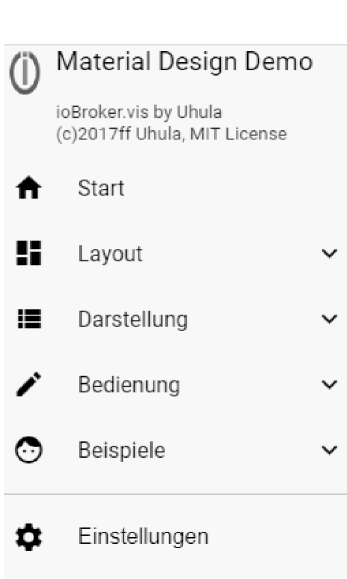 Material Design Demo
ioBroker.vis by Uhula
(c)2017ff Uhula, MIT License
Start
Layout
Darstellung
Bedienung
Beispiele
Einstellungen